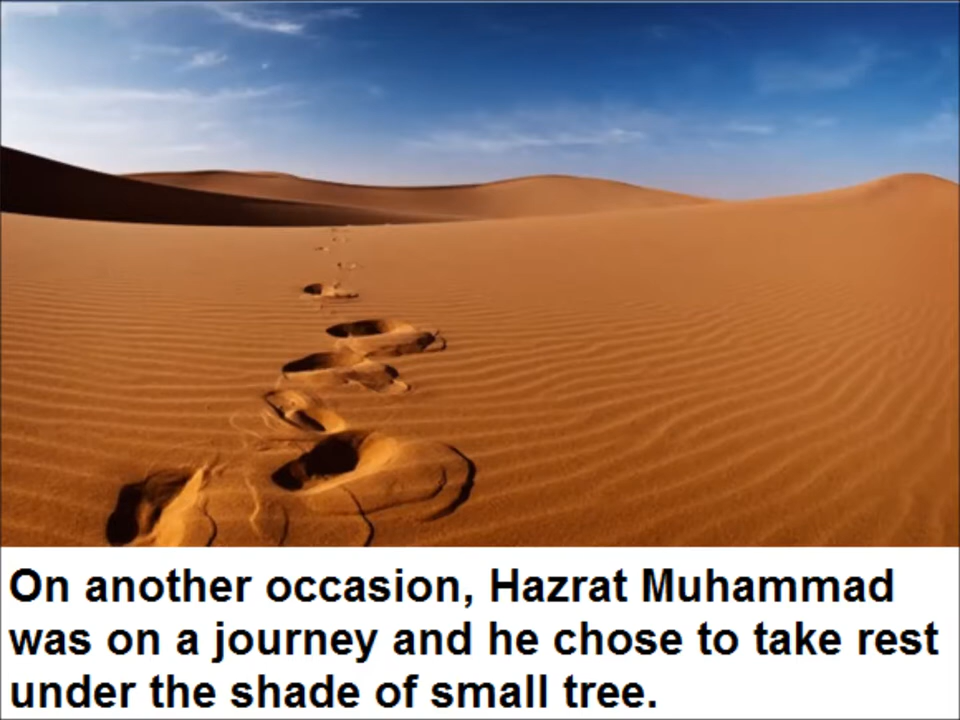 On another occasion, Hazrat Muhammad
was on a journey and he chose to take rest
under the shade of small tree.